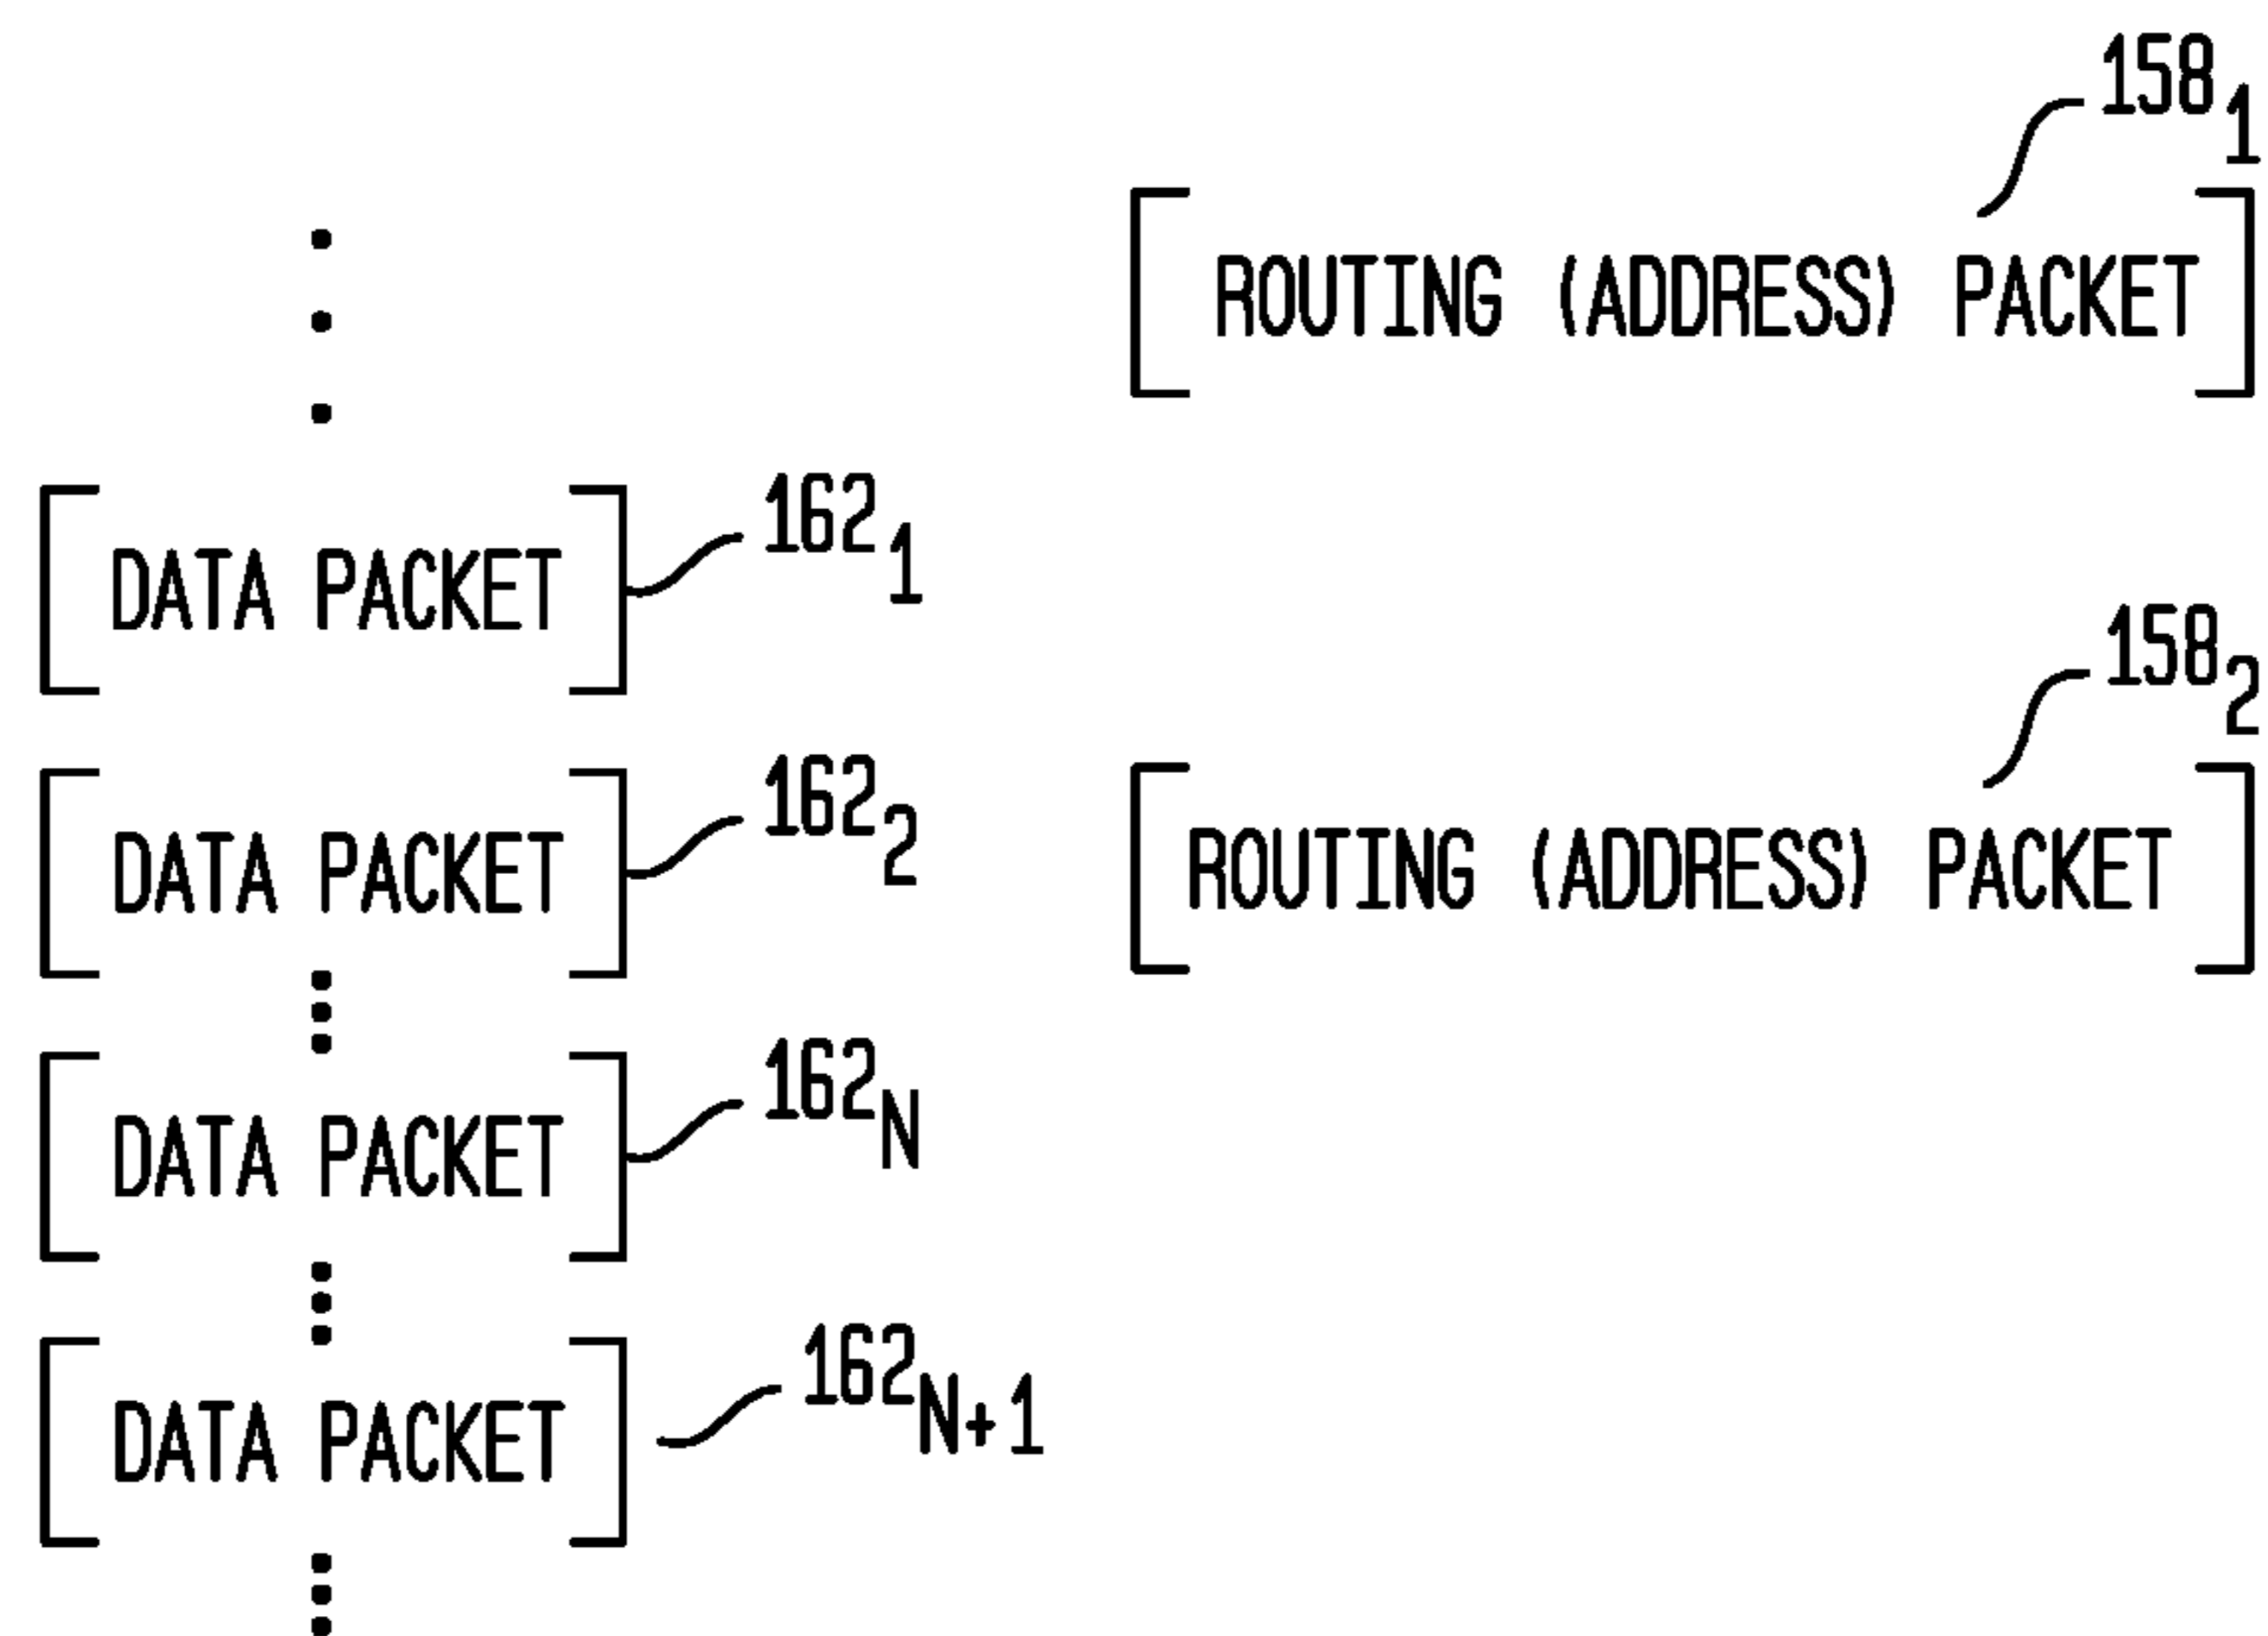 158₁
ROUTING (ADDRESS) PACKET
162₁
DATA PACKET
158₂
162₂
DATA PACKET
ROUTING (ADDRESS) PACKET
162N
DATA PACKET
162N+1
DATA PACKET